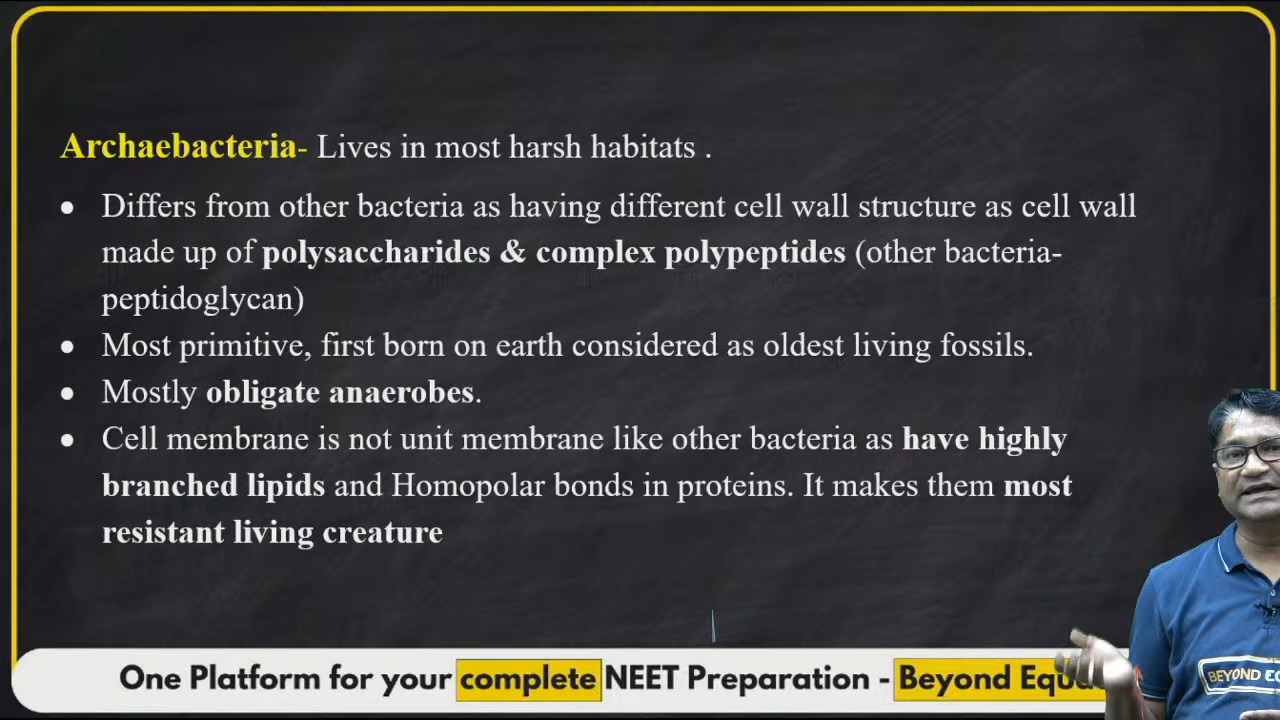 Archaebacteria- Lives in most harsh habitats .
• Differs from other bacteria as having different cell wall structure as cell wall
made up of polysaccharides & complex polypeptides (other bacteria-
peptidoglycan)
• Most primitive, first born on earth considered as oldest living fossils.
• Mostly obligate anaerobes.
• Cell membrane is not unit membrane like other bacteria as have highly
branched lipids and Homopolar bonds in proteins. It makes them most
resistant living creature
One Platform for your complete NEET Preparation - Beyond
BEYOND